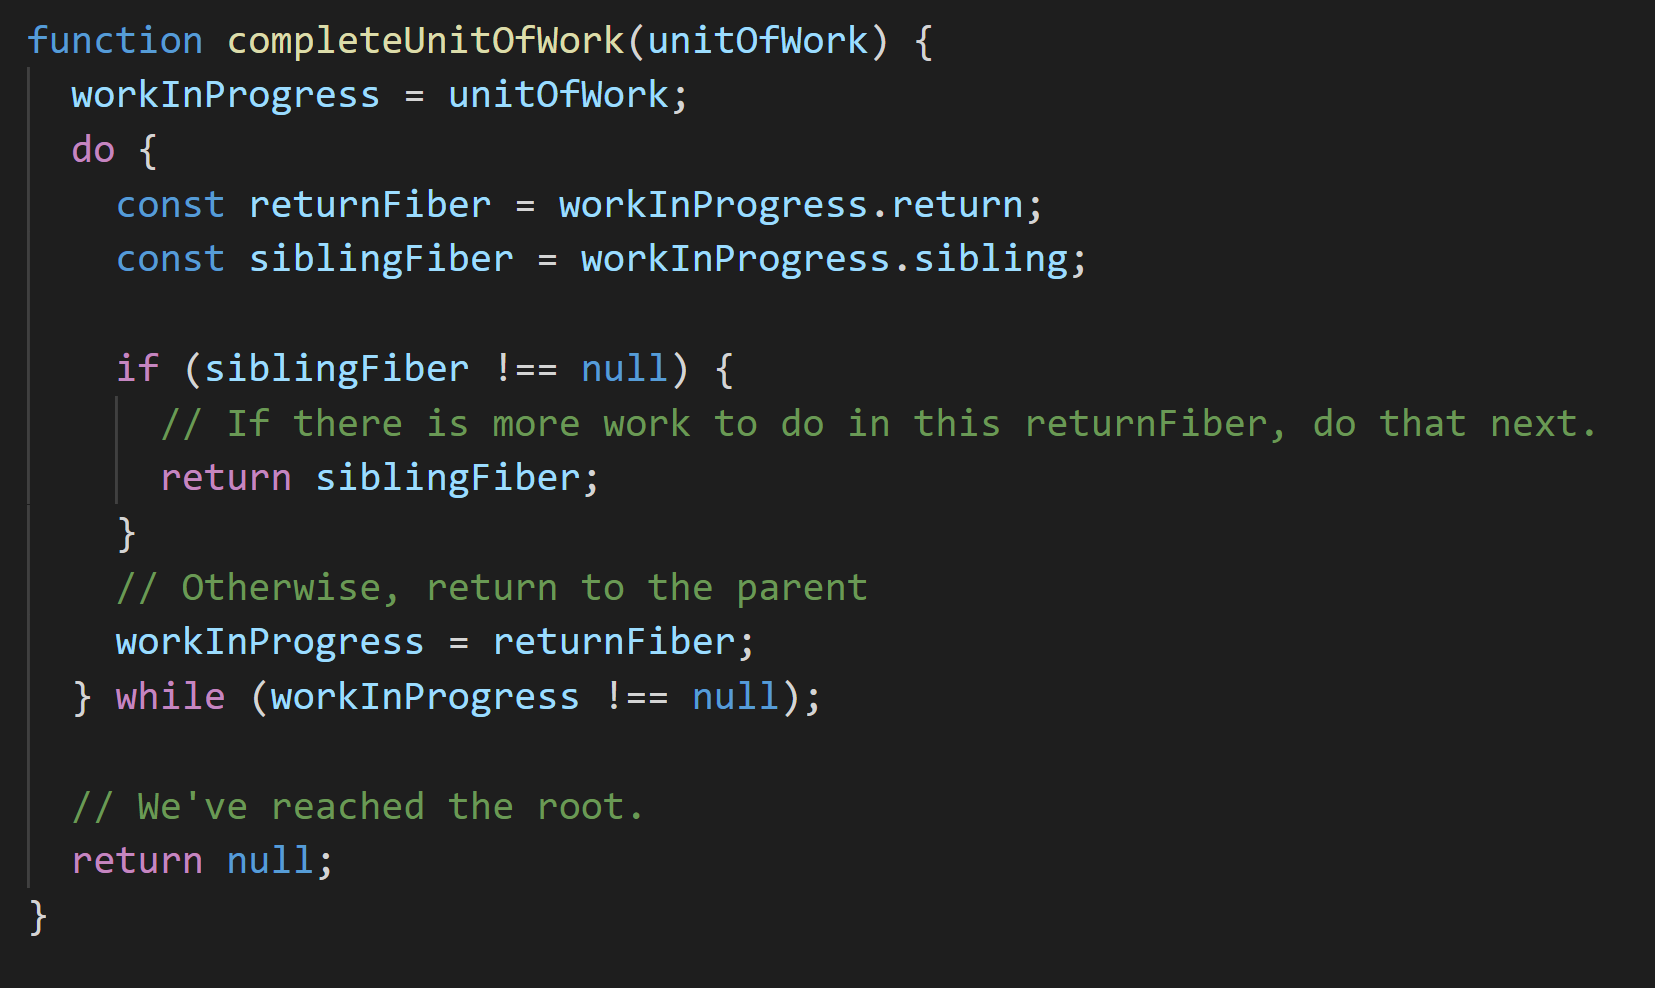 function completeUnitOfWork(unitOfWork) {
  workInProgress = unitOfWork;
  do {
    const returnFiber = workInProgress.return;
    const siblingFiber = workInProgress.sibling;

    if (siblingFiber !== null) {
      // If there is more work to do in this returnFiber, do that next.
      return siblingFiber;
    }
    // Otherwise, return to the parent
    workInProgress = returnFiber;
  } while (workInProgress !== null);

  // We've reached the root.
  return null;
}